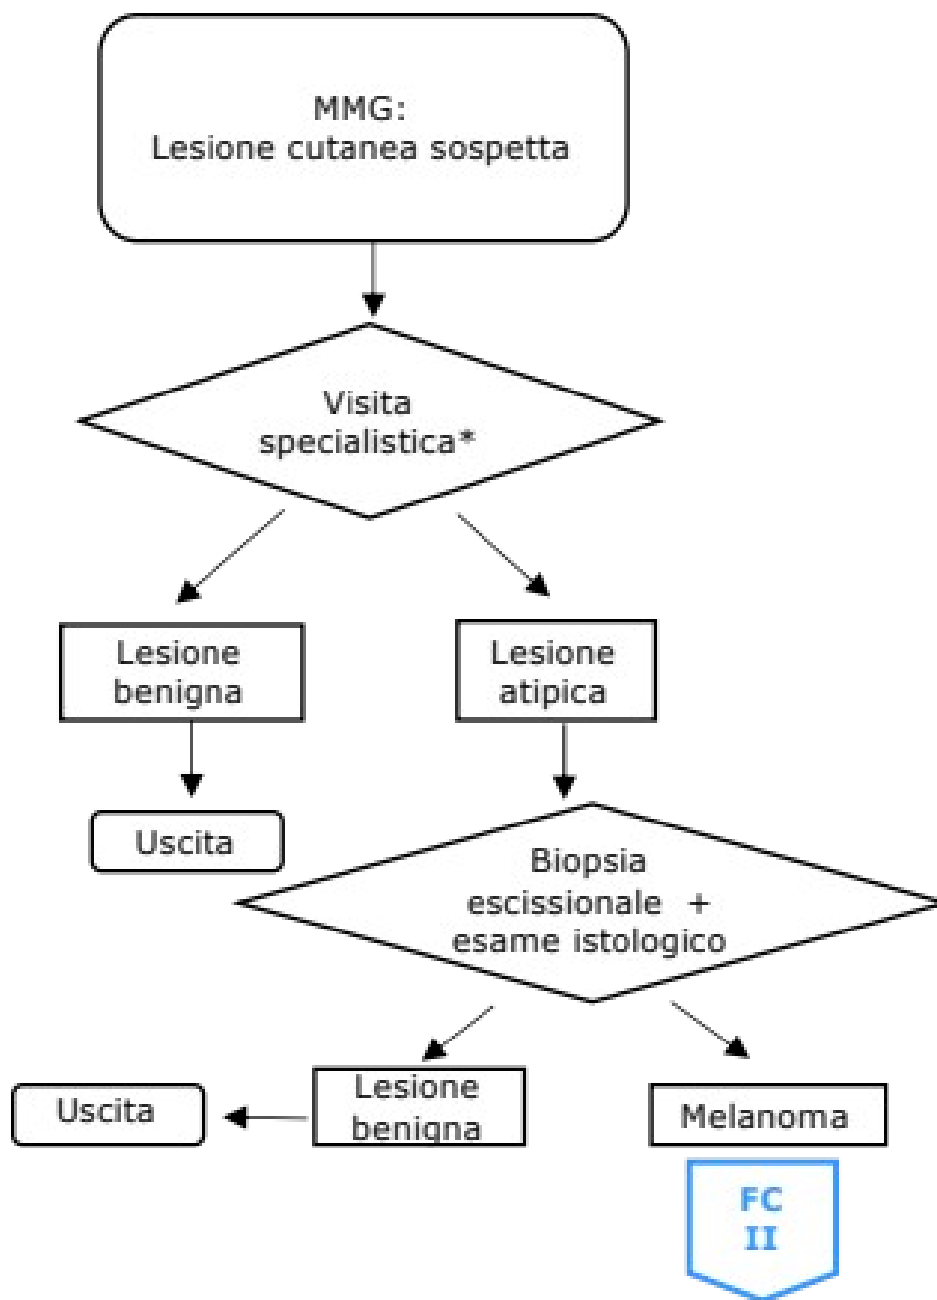 MMG:
Lesione cutanea sospetta
Visita
specialistica*
Lesione
benigna
Lesione
atipica
Uscita
Biopsia
escissionale +
esame istologico
Uscita
Lesione
benigna
Melanoma
FC
II